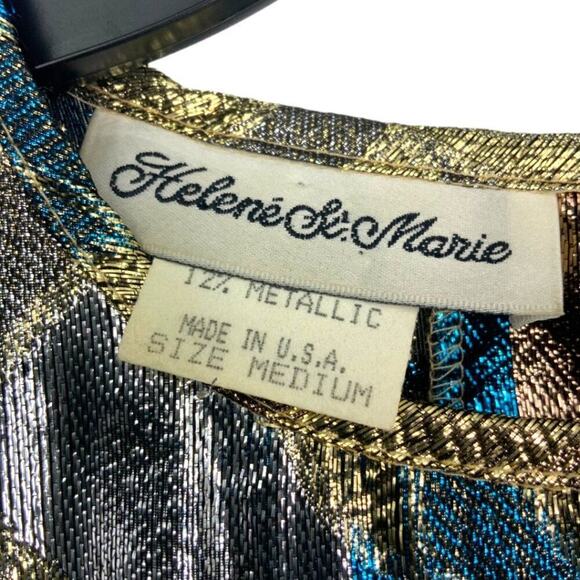 Helené St. Marie
12% METALLIC
MADE IN U.S.A.
SIZE MEDIUM